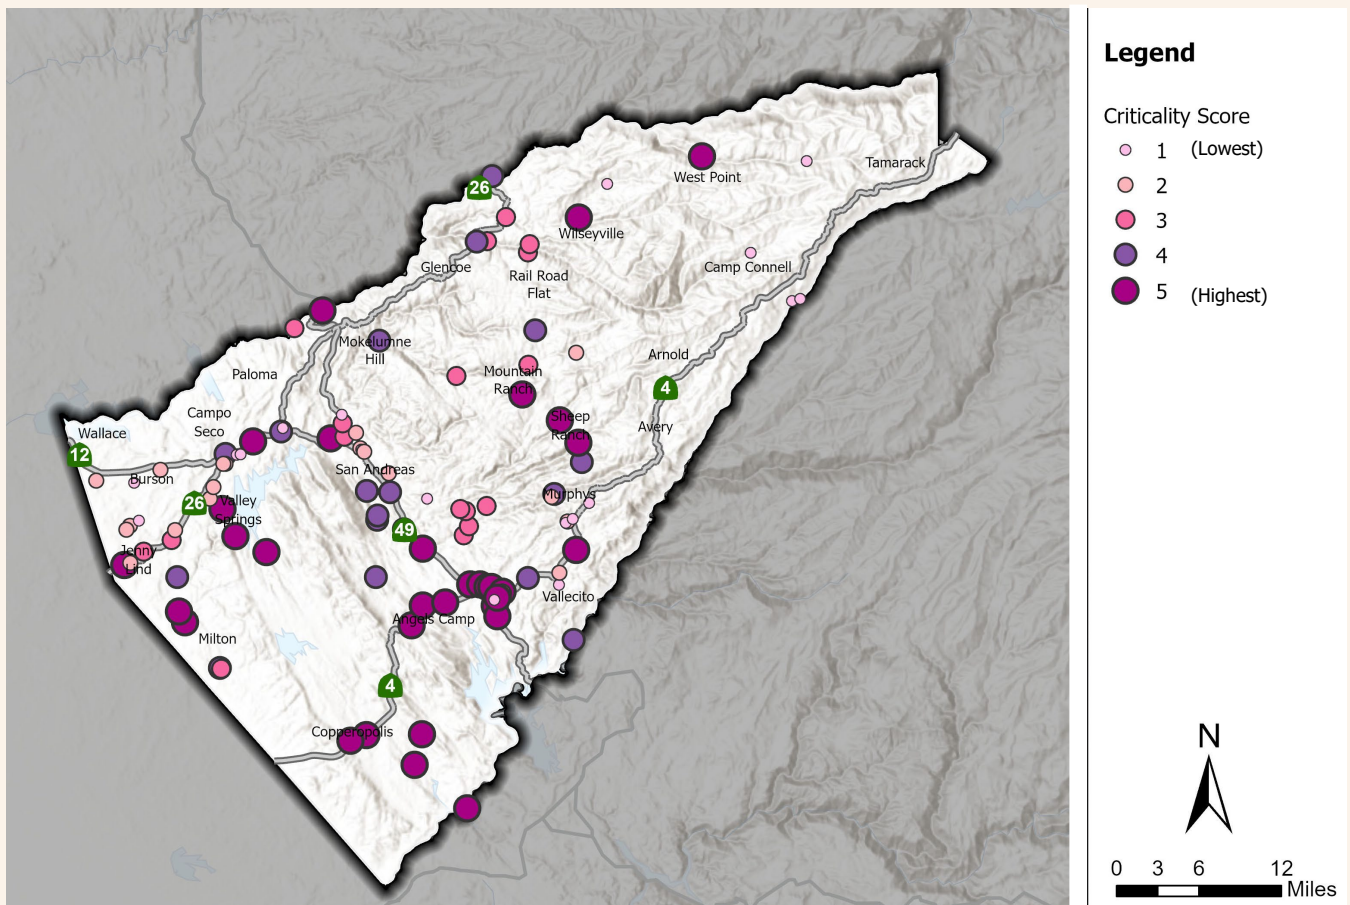 Legend
Criticality Score
1 (Lowest)
2
3
4
5 (Highest)
Tamarack
West Point
26
Wilseyville
Glencoe
Camp Connell
Rail Road
Flat
Mokelumne
Hill
Arnold
Paloma
Mountain
Ranch
4
Campo
Seco
Sheep
Ranch
Avery
Wallace
12
San Andreas
Burson
Murphys
26
Valley
Springs
49
Jenny
Lind
Vallecito
Angels Camp
Milton
4
Copperopolis
N
0 3 6 12
Miles